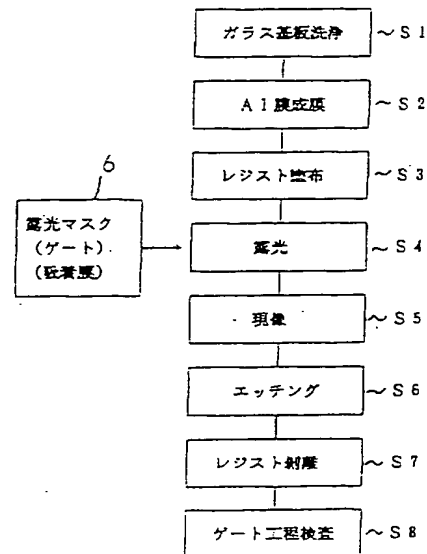 ガラス基板洗浄 ~S1
Al膜成膜 ~S2
レジスト塗布 ~S3
6
露光マスク
(ゲート)
(吸着膜)
露光 ~S4
現像 ~S5
エッチング ~S6
レジスト剥離 ~S7
ゲート工程検査 ~S8